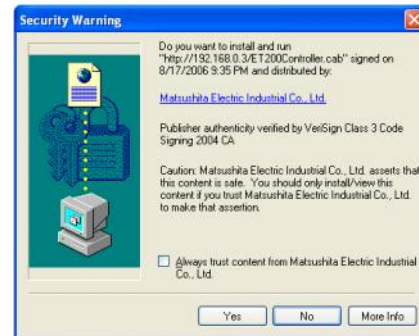 Security Warning
Do you want to install and run
"http://192.168.0.3/ET200Controller.cab" signed on
8/17/2006 9:35 PM and distributed by:
Matsushita Electric Industrial Co., Ltd.
Publisher authenticity verified by VeriSign Class 3 Code
Signing 2004 CA
Caution: Matsushita Electric Industrial Co., Ltd. asserts that
this content is safe. You should only install/view this
content if you trust Matsushita Electric Industrial Co., Ltd.
to make that assertion.
Always trust content from Matsushita Electric Industrial
Co., Ltd.
Yes
No
More Info